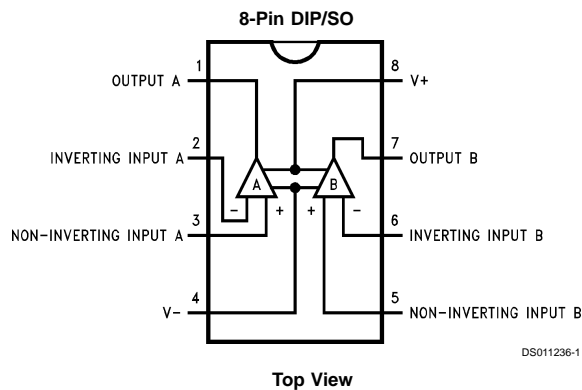 8-Pin DIP/SO
1
OUTPUT A
8
V+
2
INVERTING INPUT A
7
OUTPUT B
A
B
- + + -
3
NON-INVERTING INPUT A
6
INVERTING INPUT B
4
V-
5
NON-INVERTING INPUT B
DS011236-1
Top View